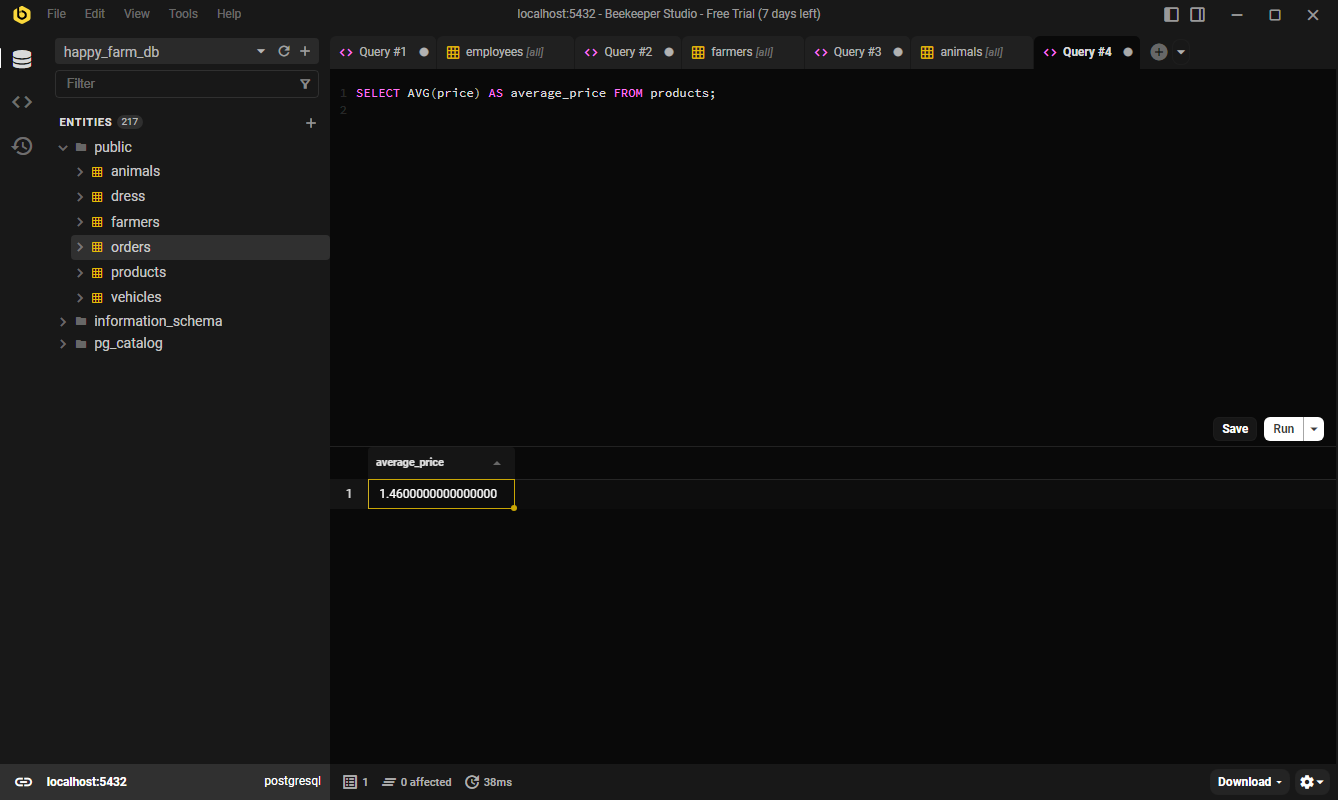 File Edit View Tools Help
localhost:5432 - Beekeeper Studio - Free Trial (7 days left)
happy_farm_db
Filter
ENTITIES 217
public
animals
dress
farmers
orders
products
vehicles
information_schema
pg_catalog
Query #1 employees [all] Query #2 farmers [all] Query #3 animals [all] Query #4
1 SELECT AVG(price) AS average_price FROM products;
2
Save Run
average_price
1 1.4600000000000000
localhost:5432 postgresql
1 0 affected 38ms
Download